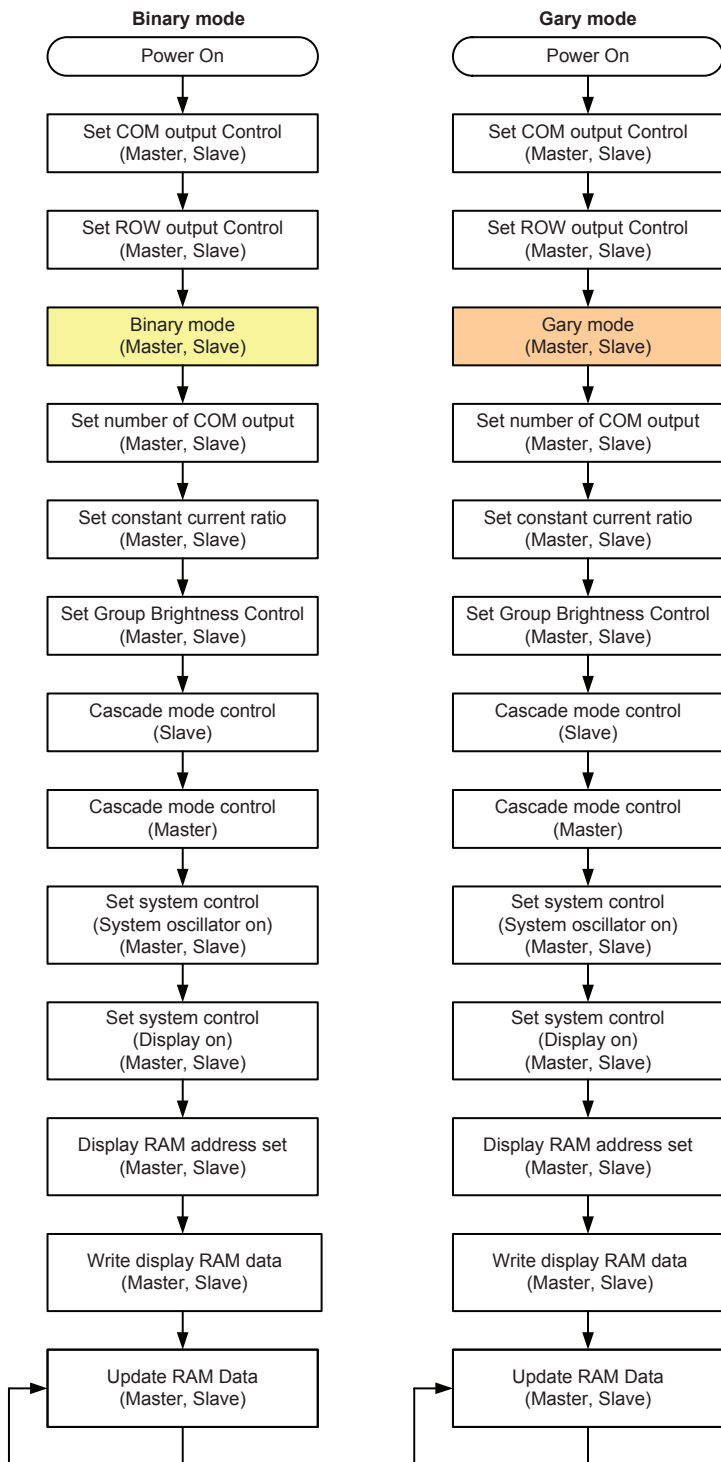 Binary mode
Power On
Set COM output Control
(Master, Slave)
Set ROW output Control
(Master, Slave)
Binary mode
(Master, Slave)
Set number of COM output
(Master, Slave)
Set constant current ratio
(Master, Slave)
Set Group Brightness Control
(Master, Slave)
Cascade mode control
(Slave)
Cascade mode control
(Master)
Set system control
(System oscillator on)
(Master, Slave)
Set system control
(Display on)
(Master, Slave)
Display RAM address set
(Master, Slave)
Write display RAM data
(Master, Slave)
Update RAM Data
(Master, Slave)
Gary mode
Power On
Set COM output Control
(Master, Slave)
Set ROW output Control
(Master, Slave)
Gary mode
(Master, Slave)
Set number of COM output
(Master, Slave)
Set constant current ratio
(Master, Slave)
Set Group Brightness Control
(Master, Slave)
Cascade mode control
(Slave)
Cascade mode control
(Master)
Set system control
(System oscillator on)
(Master, Slave)
Set system control
(Display on)
(Master, Slave)
Display RAM address set
(Master, Slave)
Write display RAM data
(Master, Slave)
Update RAM Data
(Master, Slave)